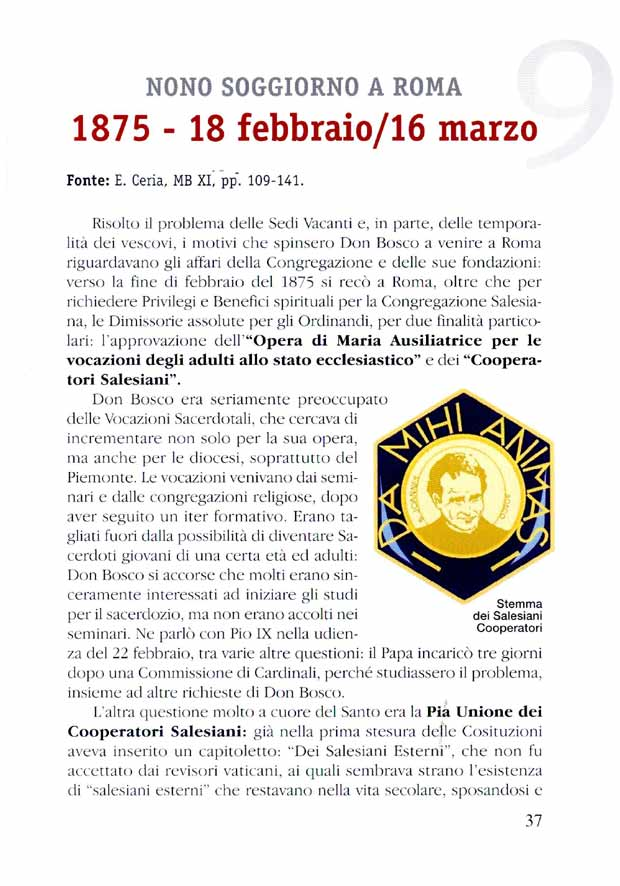 9
NONO SOGGIORNO A ROMA
1875 - 18 febbraio/16 marzo
Fonte: E. Ceria, MB XI, pp. 109-141.
Risolto il problema delle Sedi Vacanti e, in parte, delle tempora-
lità dei vescovi, i motivi che spinsero Don Bosco a venire a Roma
riguardavano gli affari della Congregazione e delle sue fondazioni:
verso la fine di febbraio del 1875 si recò a Roma, oltre che per
richiedere Privilegi e Benefici spirituali per la Congregazione Salesia-
na, le Dimissorie assolute per gli Ordinandi, per due finalità partico-
lari: l'approvazione dell'"Opera di Maria Ausiliatrice per le
vocazioni degli adulti allo stato ecclesiastico" e dei "Coopera-
tori Salesiani".
Don Bosco era seriamente preoccupato
delle Vocazioni Sacerdotali, che cercava di
incrementare non solo per la sua opera,
ma anche per le diocesi, soprattutto del
Piemonte. Le vocazioni venivano dai semi-
nari e dalle congregazioni religiose, dopo
aver seguito un iter formativo. Erano ta-
gliati fuori dalla possibilità di diventare Sa-
cerdoti giovani di una certa età ed adulti:
Don Bosco si accorse che molti erano sin-
ceramente interessati ad iniziare gli studi
per il sacerdozio, ma non erano accolti nei
seminari. Ne parlò con Pio IX nella udien-
za del 22 febbraio, tra varie altre questioni: il Papa incaricò tre giorni
dopo una Commissione di Cardinali, perché studiassero il problema,
insieme ad altre richieste di Don Bosco.
DA MIHI ANIMAS
Stemma
dei Salesiani
Cooperatori
L'altra questione molto a cuore del Santo era la Pia Unione dei
Cooperatori Salesiani: già nella prima stesura delle Cosituzioni
aveva inserito un capitoletto: "Dei Salesiani Esterni", che non fu
accettato dai revisori vaticani, ai quali sembrava strano l'esistenza
di "salesiani esterni" che restavano nella vita secolare, sposandosi e
37